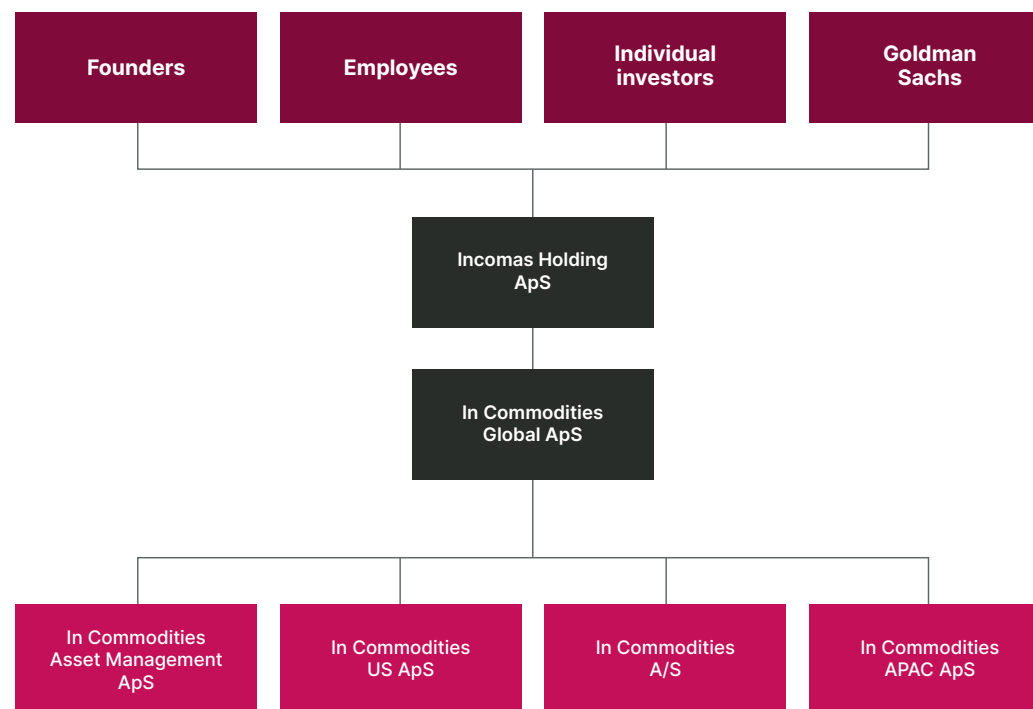 Founders
Employees
Individual
investors
Goldman
Sachs
Incomas Holding
ApS
In Commodities
Global ApS
In Commodities
Asset Management
ApS
In Commodities
US ApS
In Commodities
A/S
In Commodities
APAC ApS